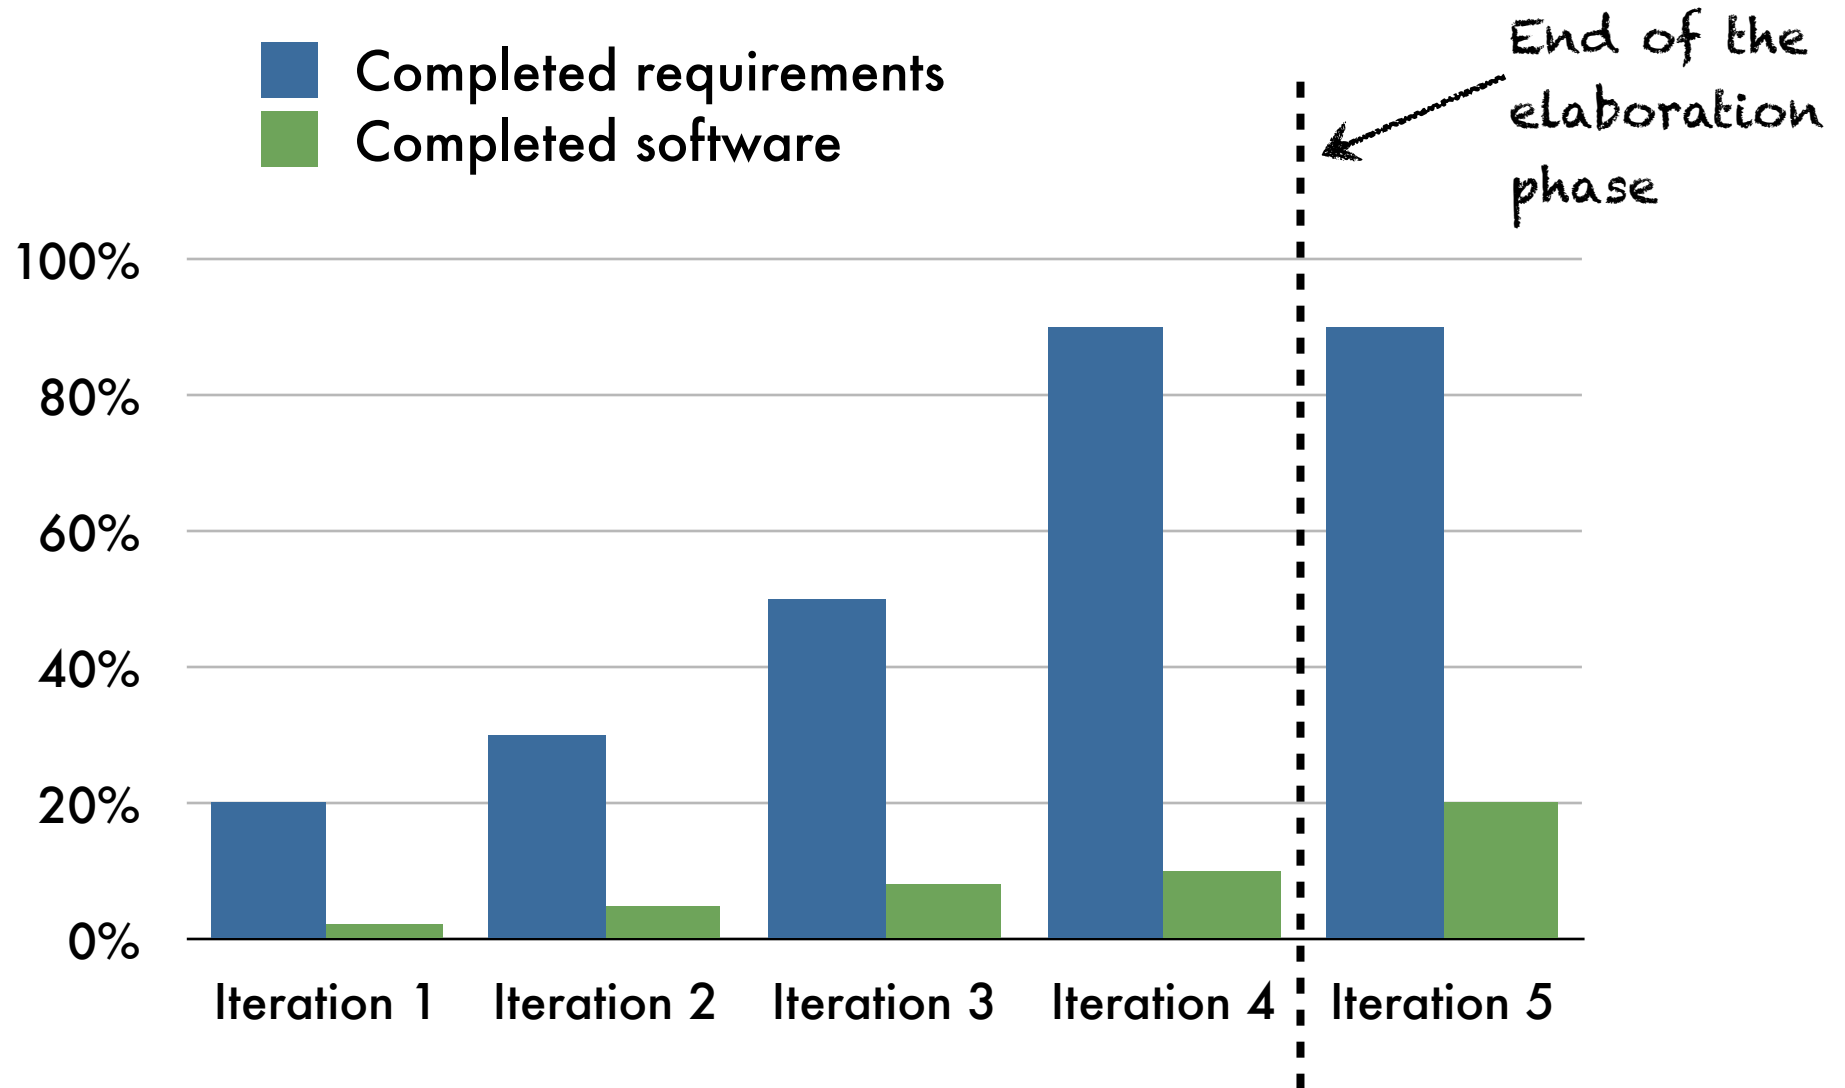 Completed requirements
Completed software
End of the
elaboration
phase
100%
80%
60%
40%
20%
0%
Iteration 1
Iteration 2
Iteration 3
Iteration 4
Iteration 5